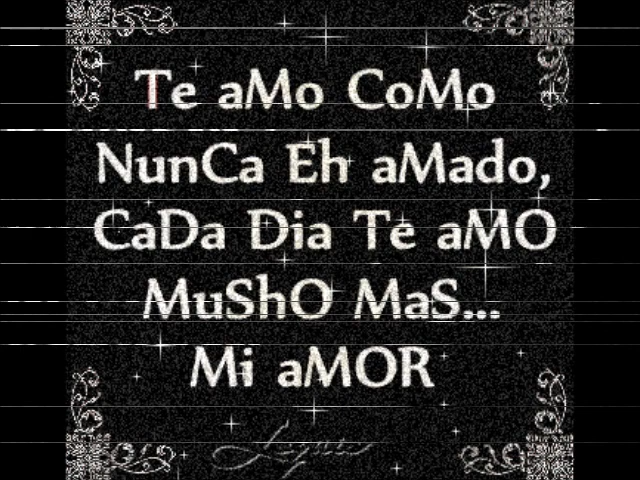 Te aMo CoMo
NunCa Eh aMado,
CaDa Dia Te aMO
MuShO MaS...
Mi aMOR